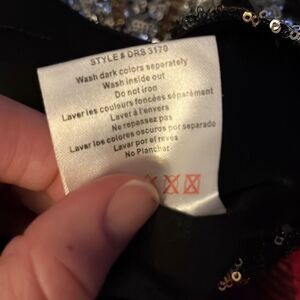 STYLE # DRS 3170
Wash dark colors seperately
Wash inside out
Do not iron
Laver les couleurs foncées séparément
Laver à l'envers
Ne repassez pas
Lavar los colores oscuros por separado
Lavar por el revés
No Planchar